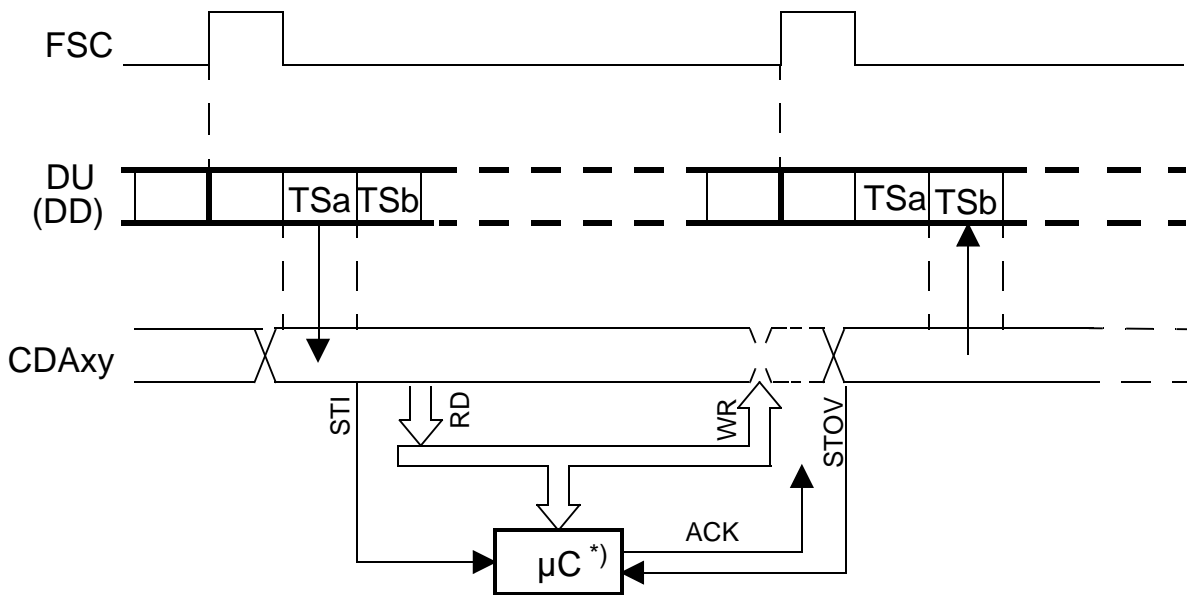 FSC
DU
(DD)
TSa TSb
TSa TSb
CDAxy
STI
RD
WR
STOV
ACK
µC *)